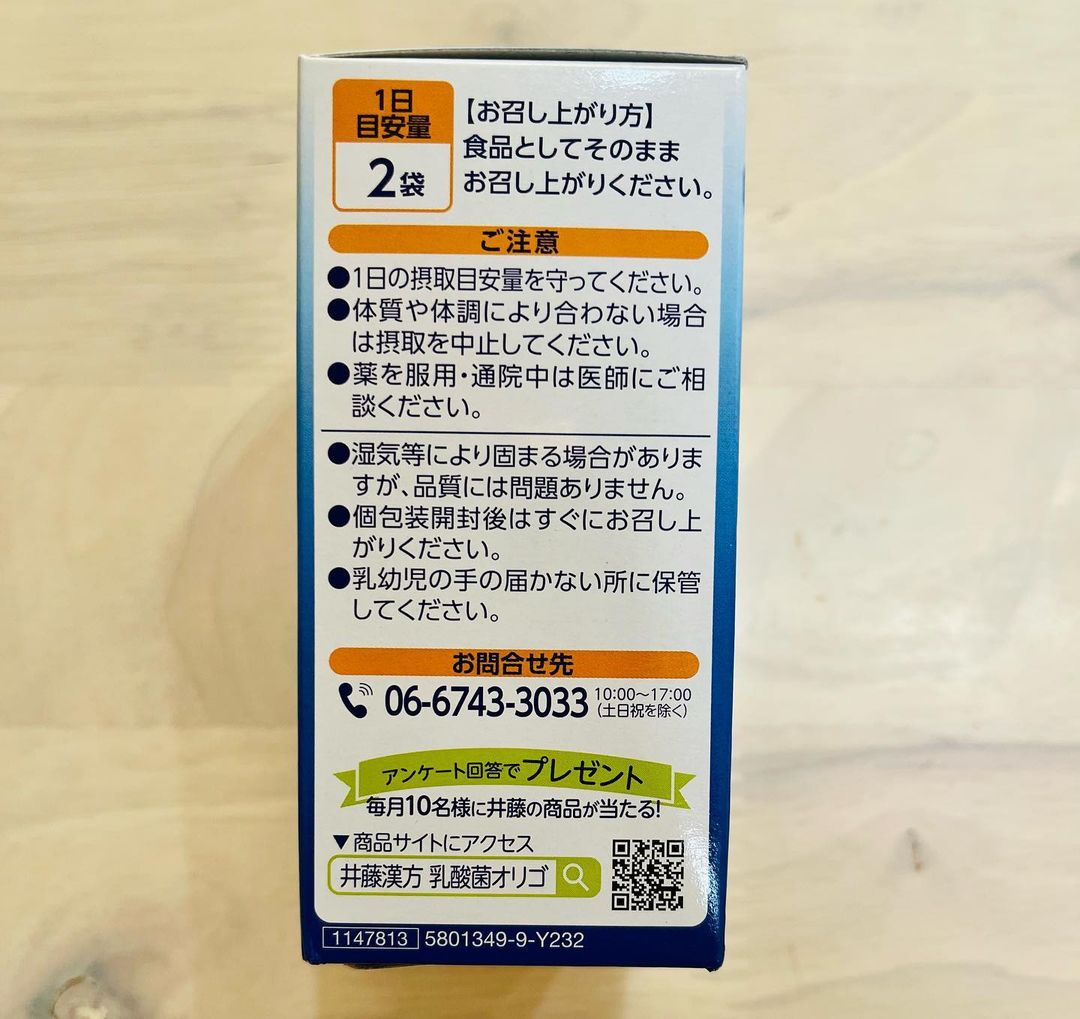 1日
目安量
2袋
【お召し上がり方】
食品としてそのまま
お召し上がりください。
ご注意
●1日の摂取目安量を守ってください。
●体質や体調により合わない場合
は摂取を中止してください。
●薬を服用・通院中は医師にご相
談ください。
●湿気等により固まる場合がありま
すが、品質には問題ありません。
●個包装開封後はすぐにお召し上
がりください。
●乳幼児の手の届かない所に保管
してください。
お問合せ先
06-6743-3033
10:00〜17:00
(土日祝を除く)
アンケート回答でプレゼント
毎月10名様に井藤の商品が当たる!
▼商品サイトにアクセス
井藤漢方 乳酸菌オリゴ
1147813 5801349-9-Y232